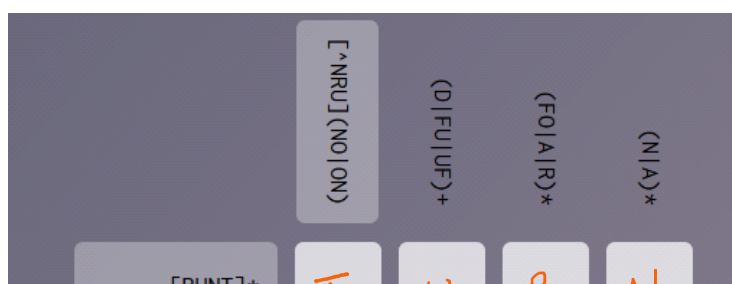 [^NRU](NO|ON)
(D|FU|UF)+
(FO|A|R)*
(N|A)*
[RUNT]*